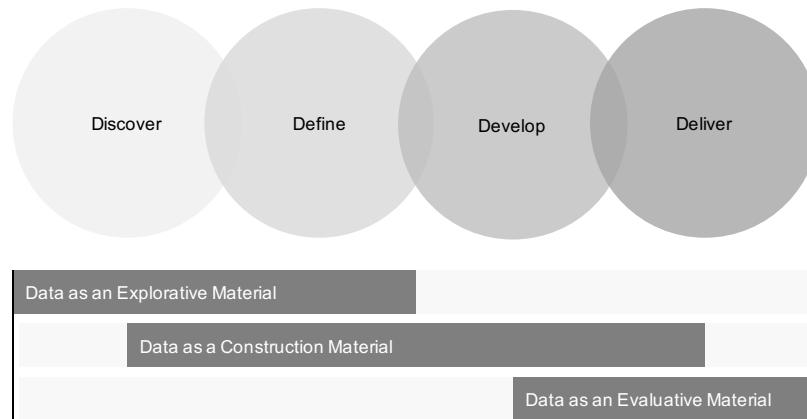 Discover
Define
Develop
Deliver
Data as an Explorative Material
Data as a Construction Material
Data as an Evaluative Material